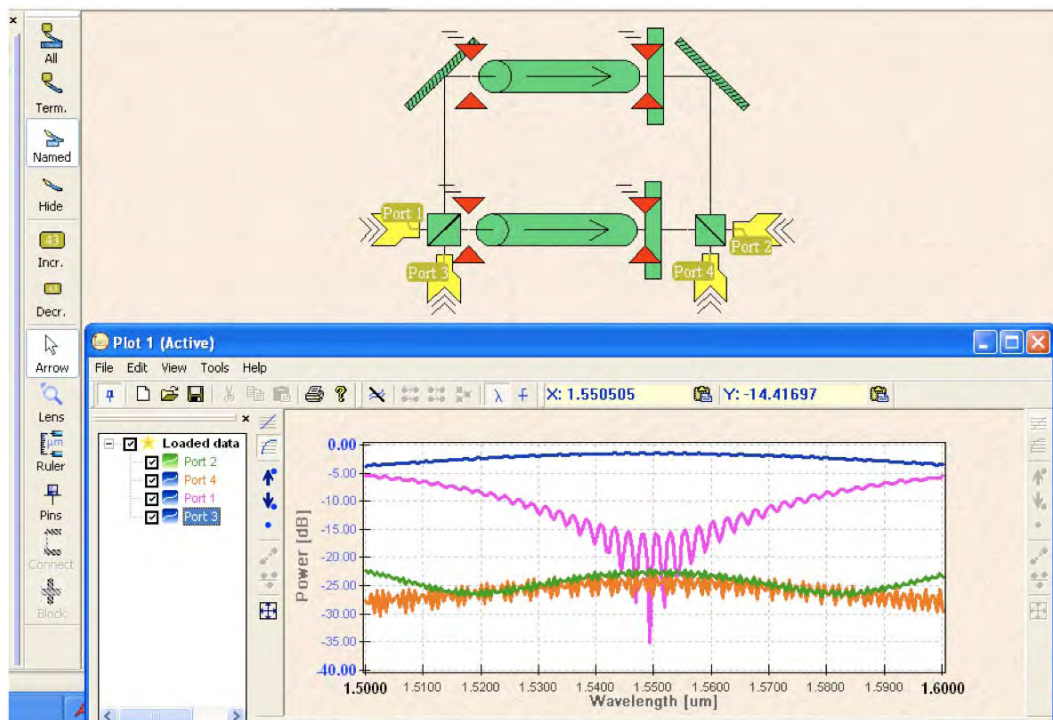 All
Term.
Named
Hide
43
Incr.
43
Decr.
Arrow
Lens
µm
Ruler
Pins
Connect
Block
Port 1
Port 2
Port 3
Port 4
Plot 1 (Active)
File Edit View Tools Help
λ f X: 1.550505 Y: -14.41697
Loaded data
Port 2
Port 4
Port 1
Port 3
0.00
-5.00
-10.00
-15.00
-20.00
-25.00
-30.00
-35.00
-40.00
Power [dB]
1.5000 1.5100 1.5200 1.5300 1.5400 1.5500 1.5600 1.5700 1.5800 1.5900 1.6000
Wavelength [um]